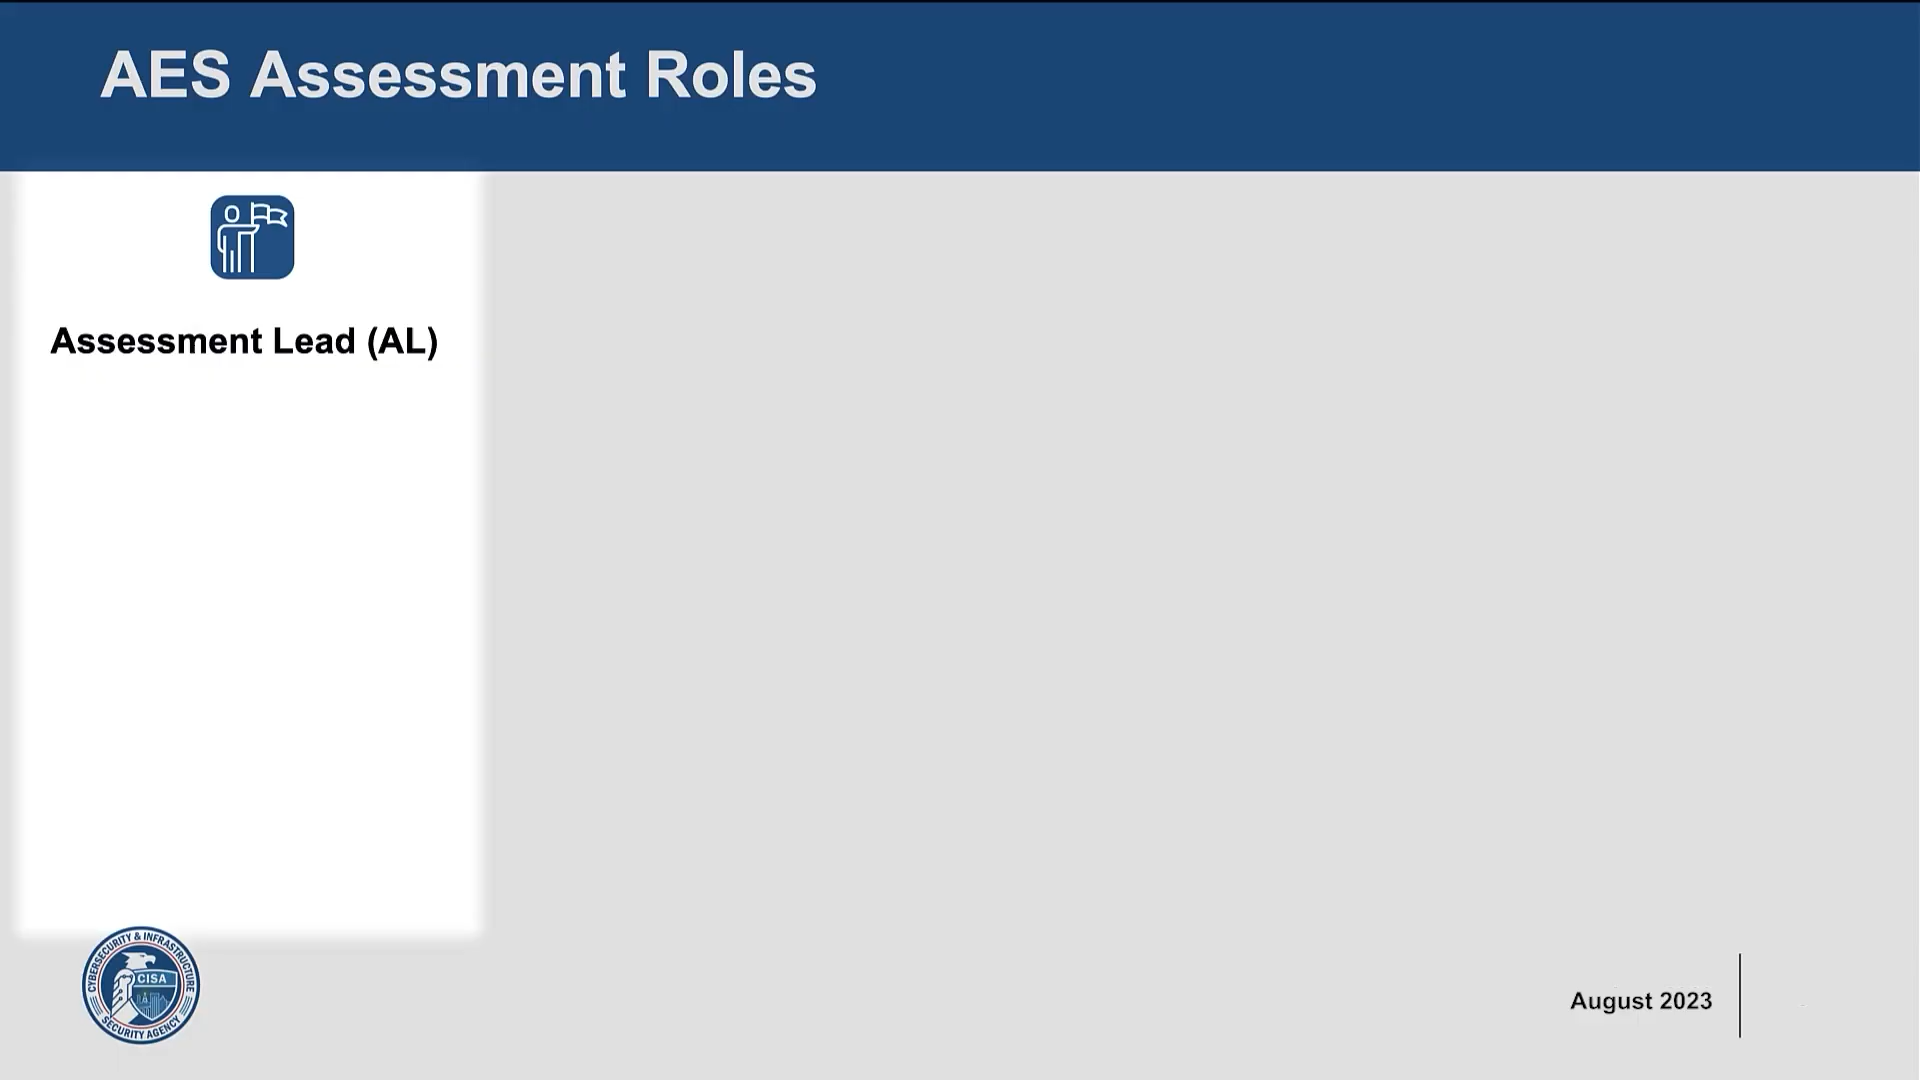 AES Assessment Roles
Assessment Lead (AL)
CYBERSECURITY & INFRASTRUCTURE
CISA
SECURITY AGENCY
August 2023